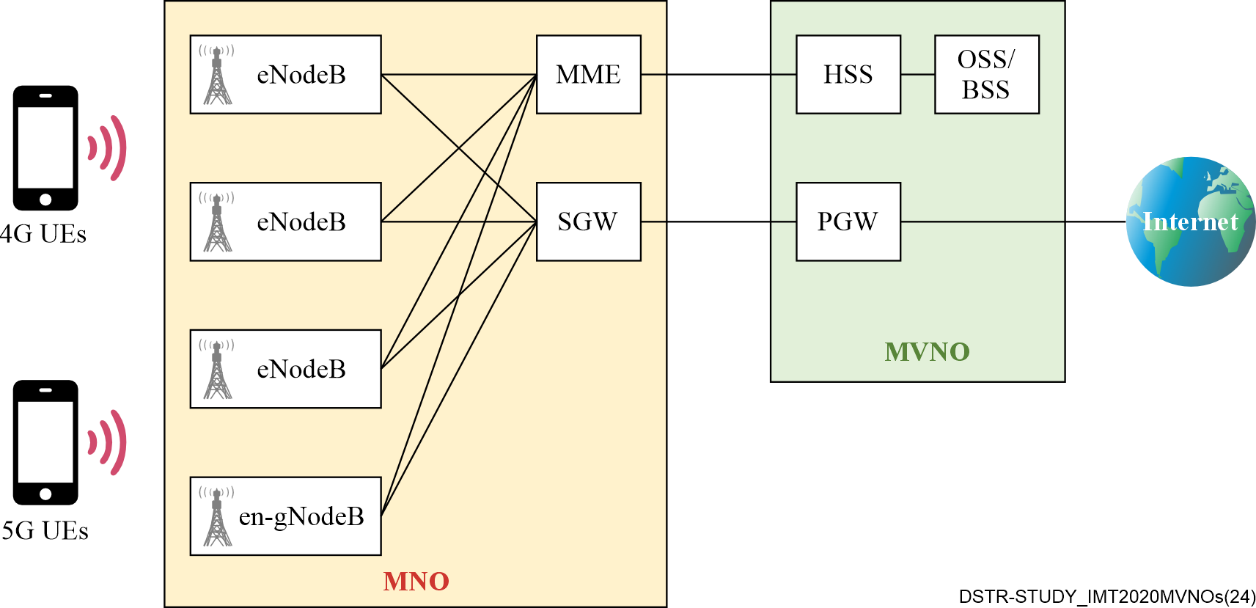 eNodeB
MME
HSS
OSS/
BSS
4G UEs
eNodeB
SGW
PGW
Internet
eNodeB
MVNO
5G UEs
en-gNodeB
MNO
DSTR-STUDY_IMT2020MVNOs(24)